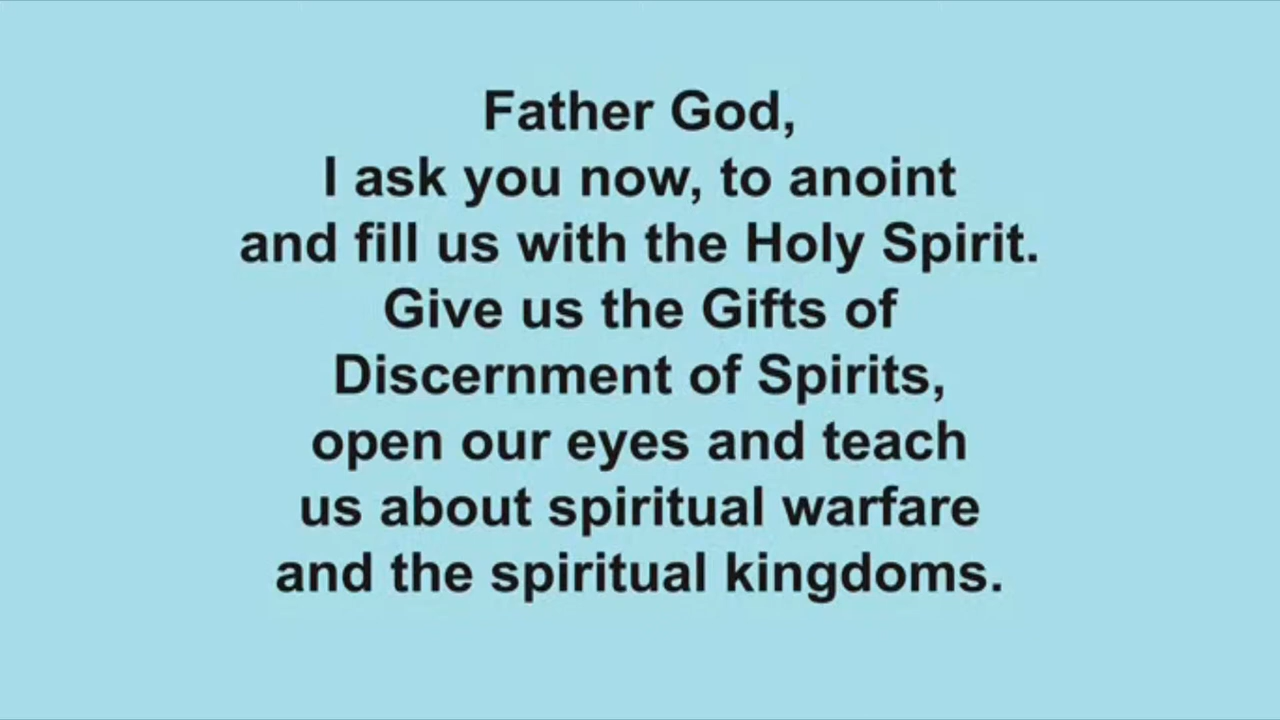 Father God,
I ask you now, to anoint
and fill us with the Holy Spirit.
Give us the Gifts of
Discernment of Spirits,
open our eyes and teach
us about spiritual warfare
and the spiritual kingdoms.